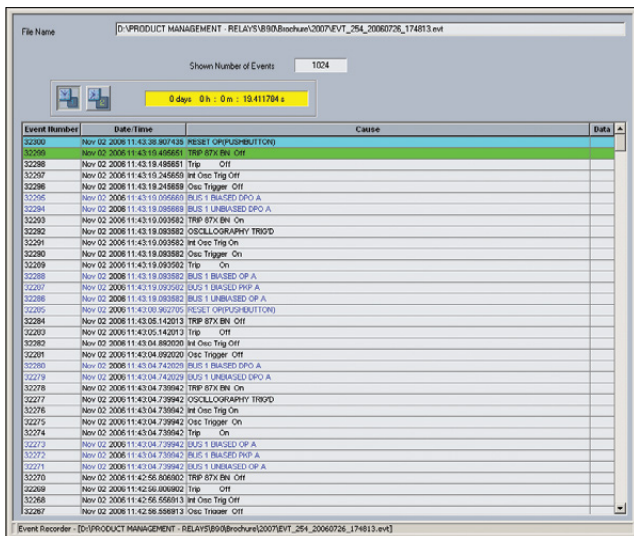 File Name D:\PRODUCT MANAGEMENT - RELAYS\B90\Brochure\2007\EVT_254_20060726_174813.evt
Shown Number of Events 1024
0 days 0 h : 0 m : 19.411784 s
Event Number Date/Time Cause Data
32300 Nov 02 2006 11:43:38.907435 RESET OP(PUSHBUTTON)
32299 Nov 02 2006 11:43:19.495651 TRIP 87X BN Off
32298 Nov 02 2006 11:43:19.495651 Trip Off
32297 Nov 02 2006 11:43:19.245659 Int Osc Trig Off
32296 Nov 02 2006 11:43:19.245659 Osc Trigger Off
32295 Nov 02 2006 11:43:19.095669 BUS 1 BIASED DPO A
32294 Nov 02 2006 11:43:19.095669 BUS 1 UNBIASED DPO A
32293 Nov 02 2006 11:43:19.093582 TRIP 87X BN On
32292 Nov 02 2006 11:43:19.093582 OSCILLOGRAPHY TRIG'D
32291 Nov 02 2006 11:43:19.093582 Int Osc Trig On
32290 Nov 02 2006 11:43:19.093582 Osc Trigger On
32289 Nov 02 2006 11:43:19.093582 Trip On
32288 Nov 02 2006 11:43:19.093582 BUS 1 BIASED OP A
32287 Nov 02 2006 11:43:19.093582 BUS 1 BIASED PKP A
32286 Nov 02 2006 11:43:19.093582 BUS 1 UNBIASED OP A
32285 Nov 02 2006 11:43:08.962705 RESET OP(PUSHBUTTON)
32284 Nov 02 2006 11:43:05.142013 TRIP 87X BN Off
32283 Nov 02 2006 11:43:05.142013 Trip Off
32282 Nov 02 2006 11:43:04.892020 Int Osc Trig Off
32281 Nov 02 2006 11:43:04.892020 Osc Trigger Off
32280 Nov 02 2006 11:43:04.742029 BUS 1 BIASED DPO A
32279 Nov 02 2006 11:43:04.742029 BUS 1 UNBIASED DPO A
32278 Nov 02 2006 11:43:04.739942 TRIP 87X BN On
32277 Nov 02 2006 11:43:04.739942 OSCILLOGRAPHY TRIG'D
32276 Nov 02 2006 11:43:04.739942 Int Osc Trig On
32275 Nov 02 2006 11:43:04.739942 Osc Trigger On
32274 Nov 02 2006 11:43:04.739942 Trip On
32273 Nov 02 2006 11:43:04.739942 BUS 1 BIASED OP A
32272 Nov 02 2006 11:43:04.739942 BUS 1 BIASED PKP A
32271 Nov 02 2006 11:43:04.739942 BUS 1 UNBIASED OP A
32270 Nov 02 2006 11:42:56.806902 TRIP 87X BN Off
32269 Nov 02 2006 11:42:56.806902 Trip Off
32268 Nov 02 2006 11:42:56.556913 Int Osc Trig Off
32267 Nov 02 2006 11:42:56.556913 Osc Trigger Off
Event Recorder - [D:\PRODUCT MANAGEMENT - RELAYS\B90\Brochure\2007\EVT_254_20060726_174813.evt]